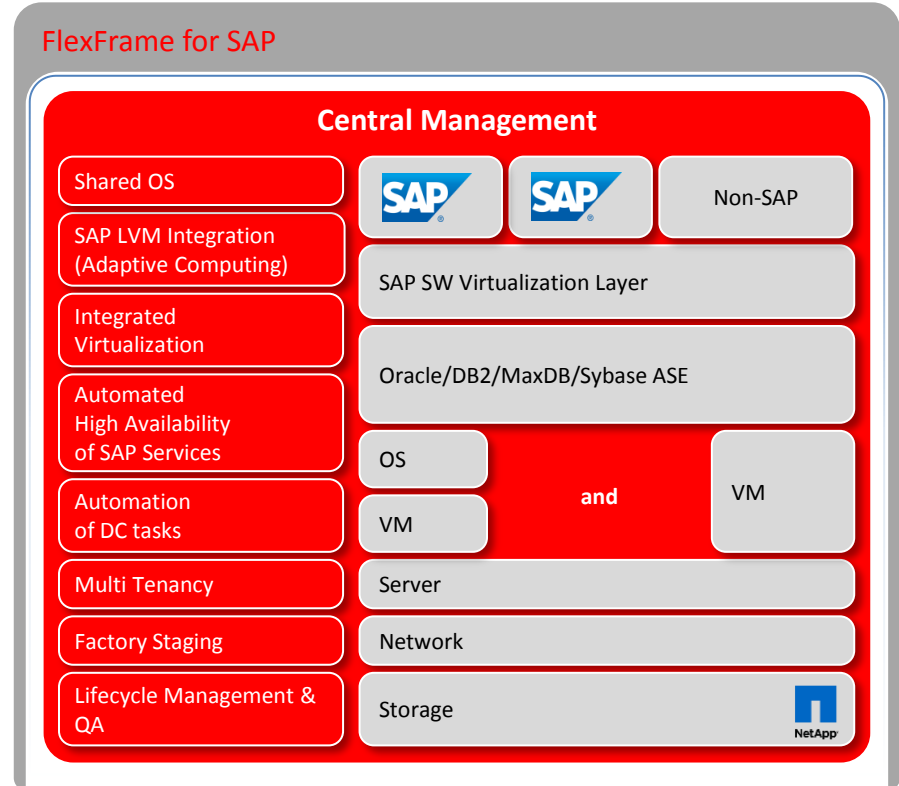 FlexFrame for SAP
Central Management
Shared OS
SAP LVM Integration
(Adaptive Computing)
Integrated
Virtualization
Automated
High Availability
of SAP Services
Automation
of DC tasks
Multi Tenancy
Factory Staging
Lifecycle Management &
QA
SAP ®
SAP ®
Non-SAP
SAP SW Virtualization Layer
Oracle/DB2/MaxDB/Sybase ASE
OS
VM
and
VM
Server
Network
Storage
NetApp